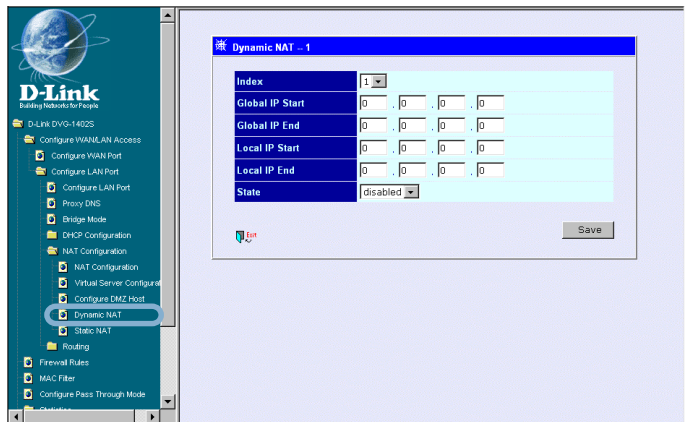 D-Link
Building Networks for People
D-Link DVG-1402S
Configure WAN/LAN Access
Configure WAN Port
Configure LAN Port
Configure LAN Port
Proxy DNS
Bridge Mode
DHCP Configuration
NAT Configuration
NAT Configuration
Virtual Server Configurat
Configure DMZ Host
Dynamic NAT
Static NAT
Routing
Firewall Rules
MAC Filter
Configure Pass Through Mode
Statistics
Dynamic NAT -- 1
Index 1
Global IP Start 0 . 0 . 0 . 0
Global IP End 0 . 0 . 0 . 0
Local IP Start 0 . 0 . 0 . 0
Local IP End 0 . 0 . 0 . 0
State disabled
Exit
Save